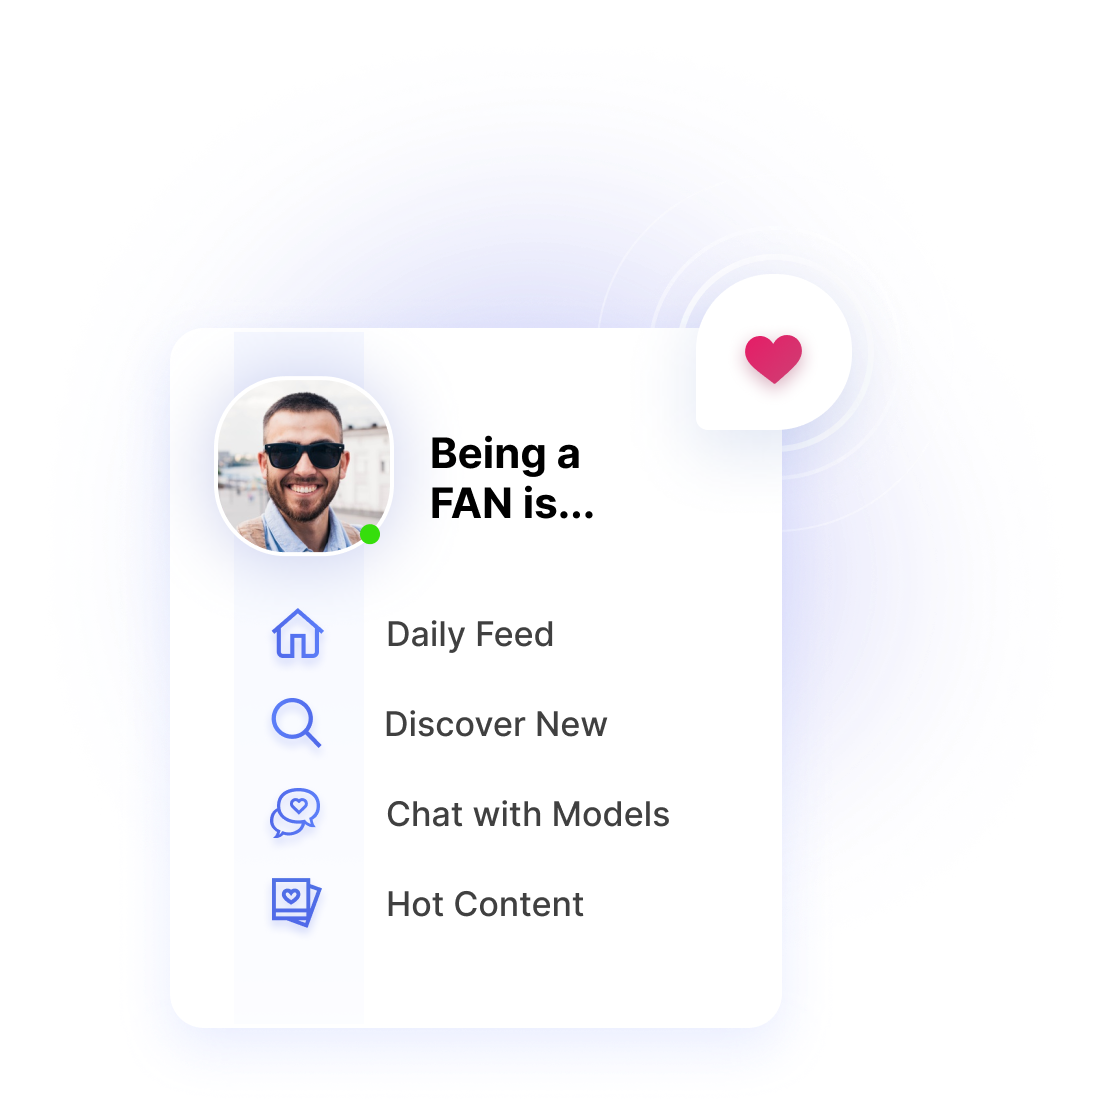 Being a
FAN is...
Daily Feed
Discover New
Chat with Models
Hot Content